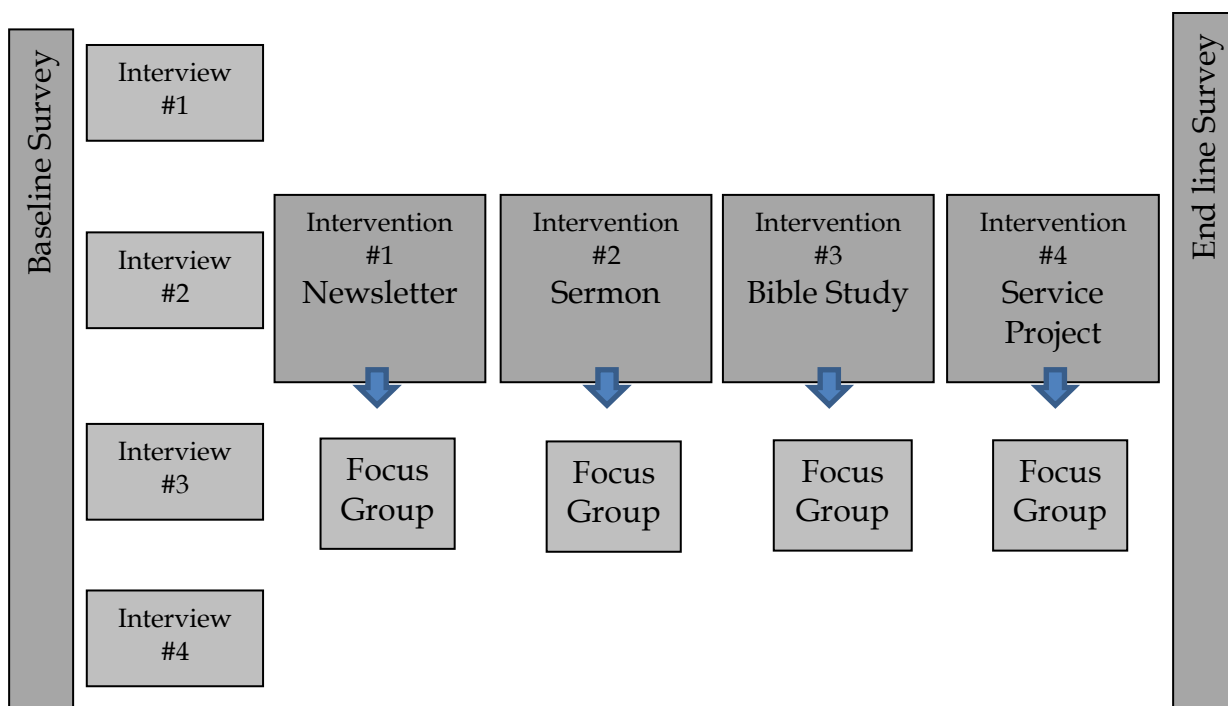 Baseline Survey
Interview
#1
Interview
#2
Interview
#3
Interview
#4
Intervention
#1
Newsletter
Intervention
#2
Sermon
Intervention
#3
Bible Study
Intervention
#4
Service
Project
Focus
Group
Focus
Group
Focus
Group
Focus
Group
End line Survey